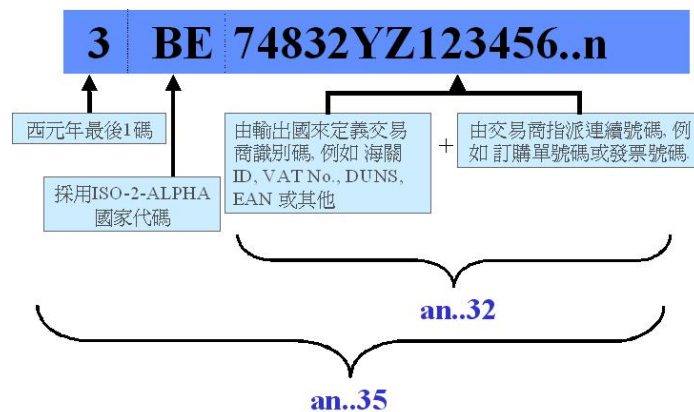 3 BE 74832YZ123456..n
西元年最後1碼
採用ISO-2-ALPHA
國家代碼
由輸出國來定義交易
商識別碼, 例如 海關
ID, VAT No., DUNS,
EAN 或其他
+
由交易商指派連續號碼, 例
如 訂購單號碼或發票號碼.
an..32
an..35